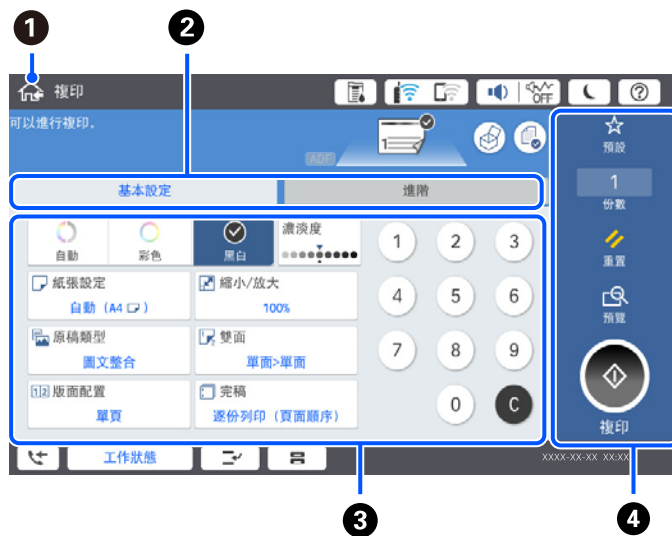 1
2
複印
OFF
?
可以進行複印.
ADF
預設
基本設定
進階
1
份數
自動
彩色
黑白
濃淡度
1
2
3
重置
紙張設定
自動 (A4)
縮小/放大
100%
4
5
6
預覽
原稿類型
圖文整合
雙面
單面>單面
7
8
9
12 版面配置
單頁
完稿
逐份列印 (頁面順序)
0
C
複印
工作狀態
XXXX-XX-XX XX:XX
3
4